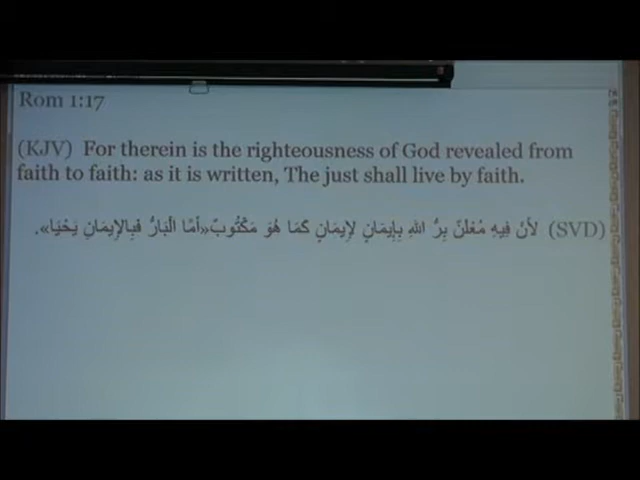 Rom 1:17
(KJV) For therein is the righteousness of God revealed from
faith to faith: as it is written, The just shall live by faith.
(SVD) لأَنْ فِيهِ مُعْلَنٌ بِرُّ اللهِ بِإِيمَانٍ لِإِيمَانٍ كَمَا هُوَ مَكْتُوبٌ«أَمَّا الْبَارُّ فَبِالإِيمَانِ يَحْيَا».